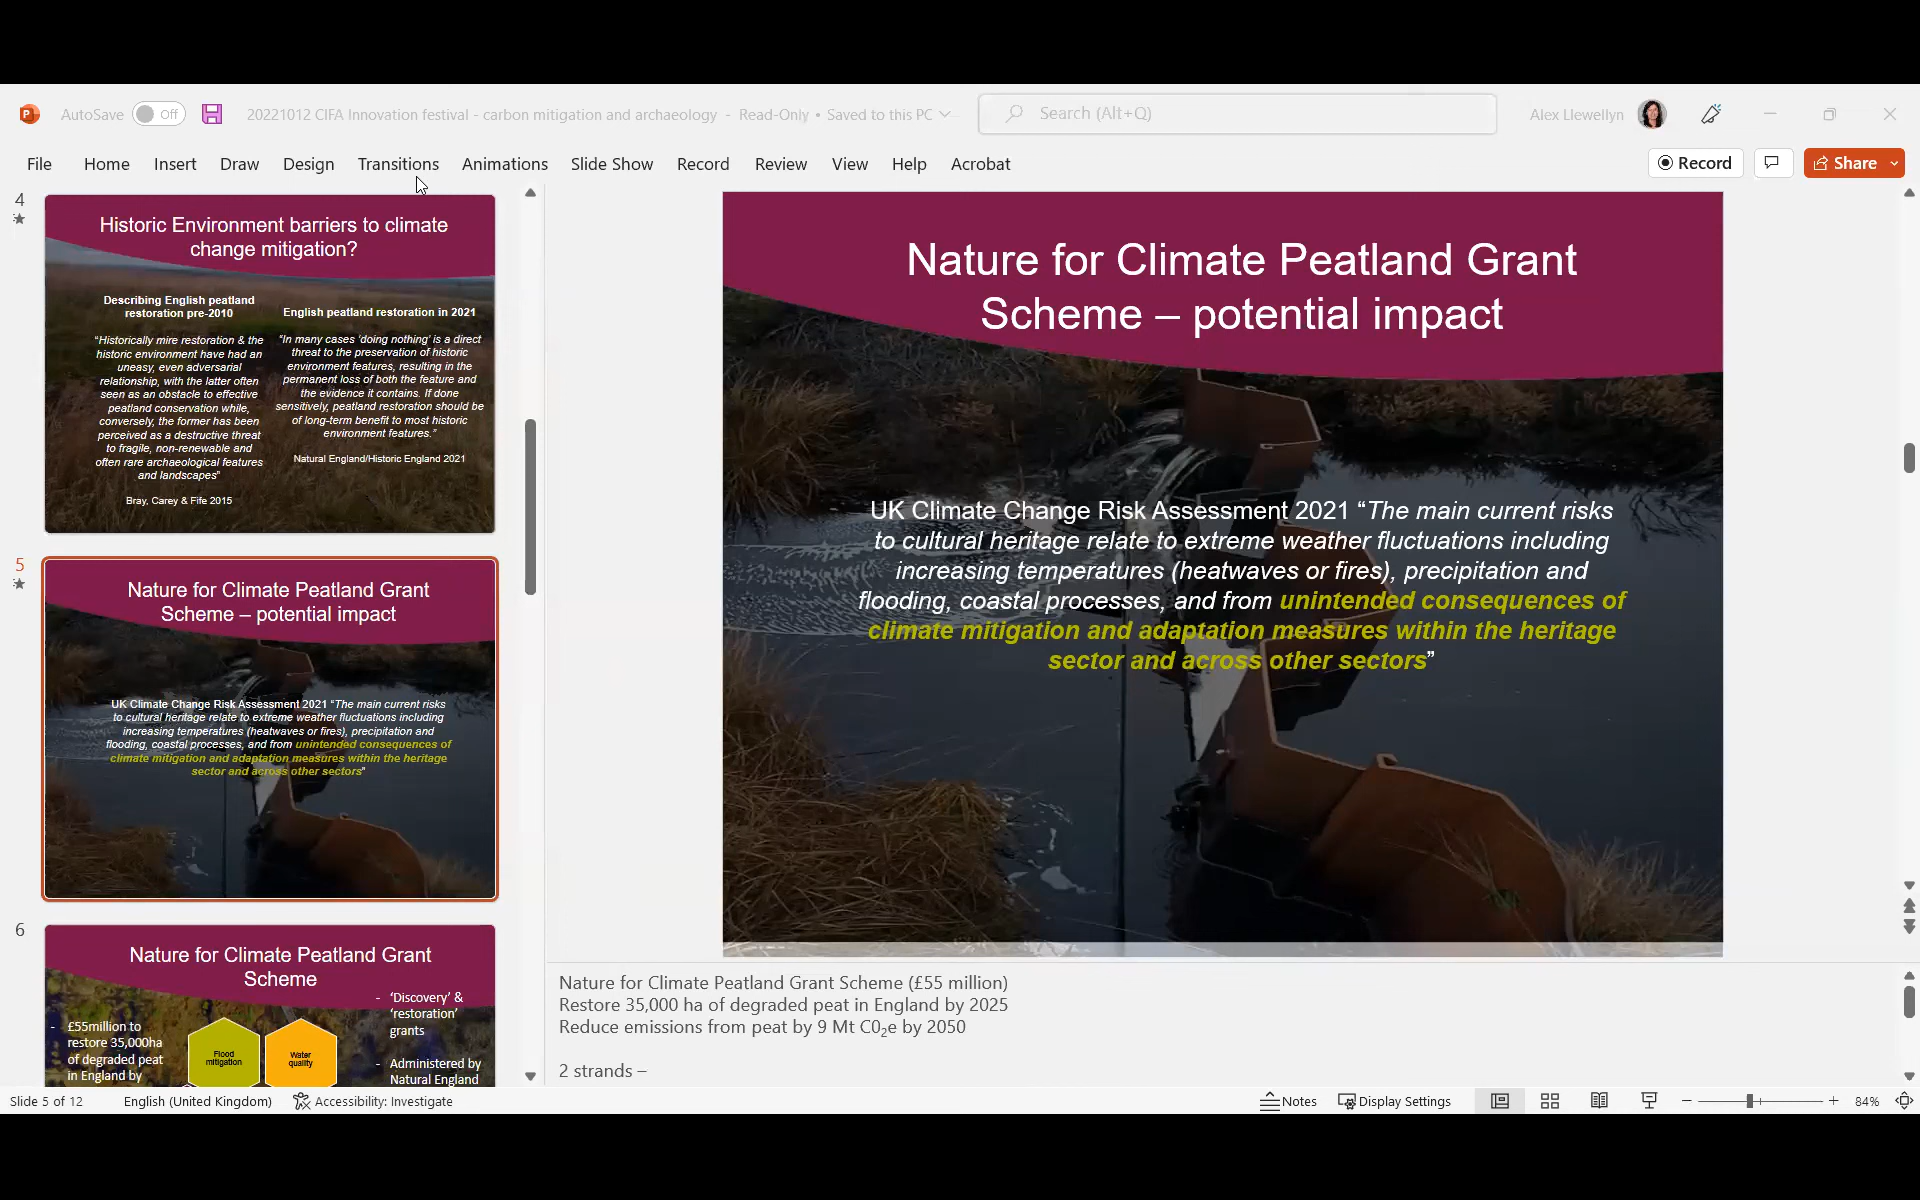 AutoSave Off 20221012 CIFA Innovation festival - carbon mitigation and archaeology - Read-Only • Saved to this PC Search (Alt+Q) Alex Llewellyn
File Home Insert Draw Design Transitions Animations Slide Show Record Review View Help Acrobat Record Share
4
Historic Environment barriers to climate
change mitigation?
Describing English peatland
restoration pre-2010
“Historically mire restoration & the
historic environment have had an
uneasy, even adversarial
relationship, with the latter often
seen as an obstacle to effective
peatland conservation while,
conversely, the former has been
perceived as a destructive threat
to fragile, non-renewable and
often rare archaeological features
and landscapes”
Bray, Carey & Fife 2015
English peatland restoration in 2021
“In many cases ‘doing nothing’ is a direct
threat to the preservation of historic
environment features, resulting in the
permanent loss of both the feature and
the evidence it contains. If done
sensitively, peatland restoration should be
of long-term benefit to most historic
environment features.”
Natural England/Historic England 2021
5
Nature for Climate Peatland Grant
Scheme – potential impact
UK Climate Change Risk Assessment 2021 “The main current risks
to cultural heritage relate to extreme weather fluctuations including
increasing temperatures (heatwaves or fires), precipitation and
flooding, coastal processes, and from unintended consequences of
climate mitigation and adaptation measures within the heritage
sector and across other sectors”
6
Nature for Climate Peatland Grant
Scheme
- £55million to
restore 35,000ha
of degraded peat
in England by
Flood
mitigation
Water
quality
- ‘Discovery’ &
‘restoration’
grants
- Administered by
Natural England
Nature for Climate Peatland Grant
Scheme – potential impact
UK Climate Change Risk Assessment 2021 “The main current risks
to cultural heritage relate to extreme weather fluctuations including
increasing temperatures (heatwaves or fires), precipitation and
flooding, coastal processes, and from unintended consequences of
climate mitigation and adaptation measures within the heritage
sector and across other sectors”
Nature for Climate Peatland Grant Scheme (£55 million)
Restore 35,000 ha of degraded peat in England by 2025
Reduce emissions from peat by 9 Mt C0₂e by 2050
2 strands –
Slide 5 of 12 English (United Kingdom) Accessibility: Investigate Notes Display Settings 84%